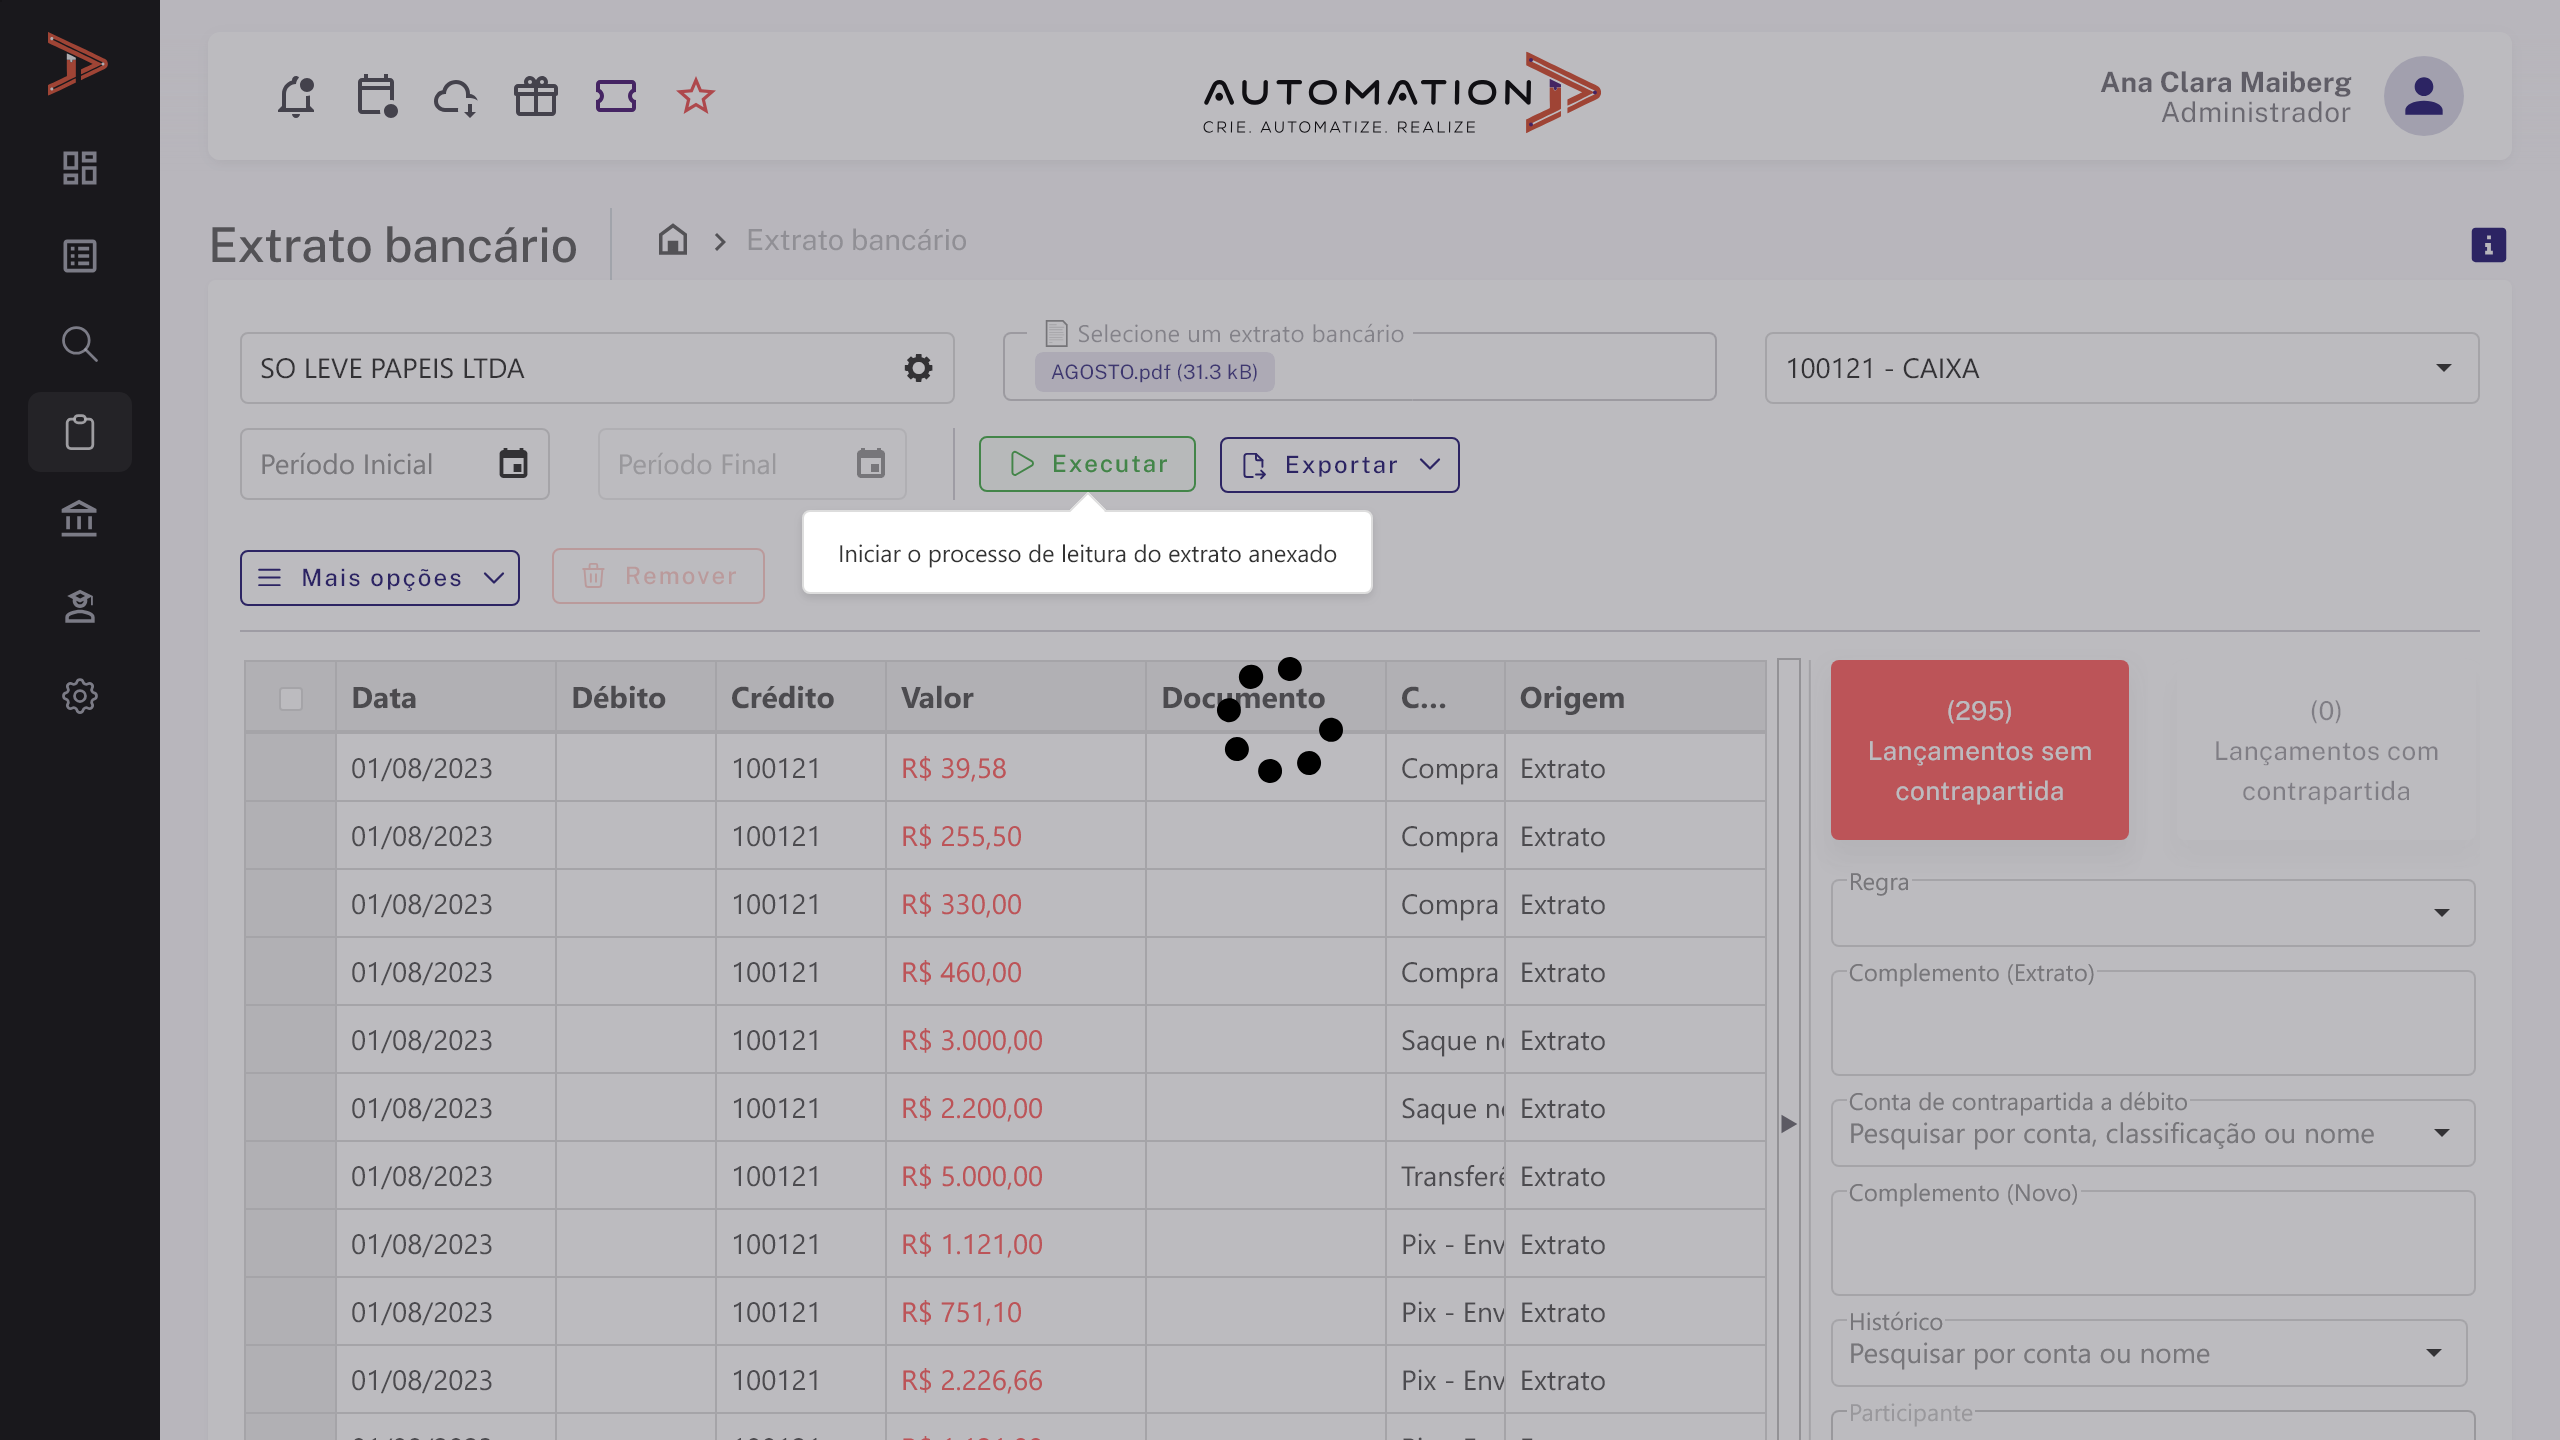 AUTOMATION
CRIE. AUTOMATIZE. REALIZE
Ana Clara Maiberg
Administrador
Extrato bancário
Extrato bancário
SO LEVE PAPEIS LTDA
Selecione um extrato bancário
AGOSTO.pdf (31.3 kB)
100121 - CAIXA
Período Inicial
Período Final
Executar
Exportar
Iniciar o processo de leitura do extrato anexado
Mais opções
Remover
Data Débito Crédito Valor Documento C... Origem
01/08/2023 100121 R$ 39,58 Compra Extrato
01/08/2023 100121 R$ 255,50 Compra Extrato
01/08/2023 100121 R$ 330,00 Compra Extrato
01/08/2023 100121 R$ 460,00 Compra Extrato
01/08/2023 100121 R$ 3.000,00 Saque no Extrato
01/08/2023 100121 R$ 2.200,00 Saque no Extrato
01/08/2023 100121 R$ 5.000,00 Transferê Extrato
01/08/2023 100121 R$ 1.121,00 Pix - Env Extrato
01/08/2023 100121 R$ 751,10 Pix - Env Extrato
01/08/2023 100121 R$ 2.226,66 Pix - Env Extrato
(295)
Lançamentos sem
contrapartida
(0)
Lançamentos com
contrapartida
Regra
Complemento (Extrato)
Conta de contrapartida a débito
Pesquisar por conta, classificação ou nome
Complemento (Novo)
Histórico
Pesquisar por conta ou nome
Participante